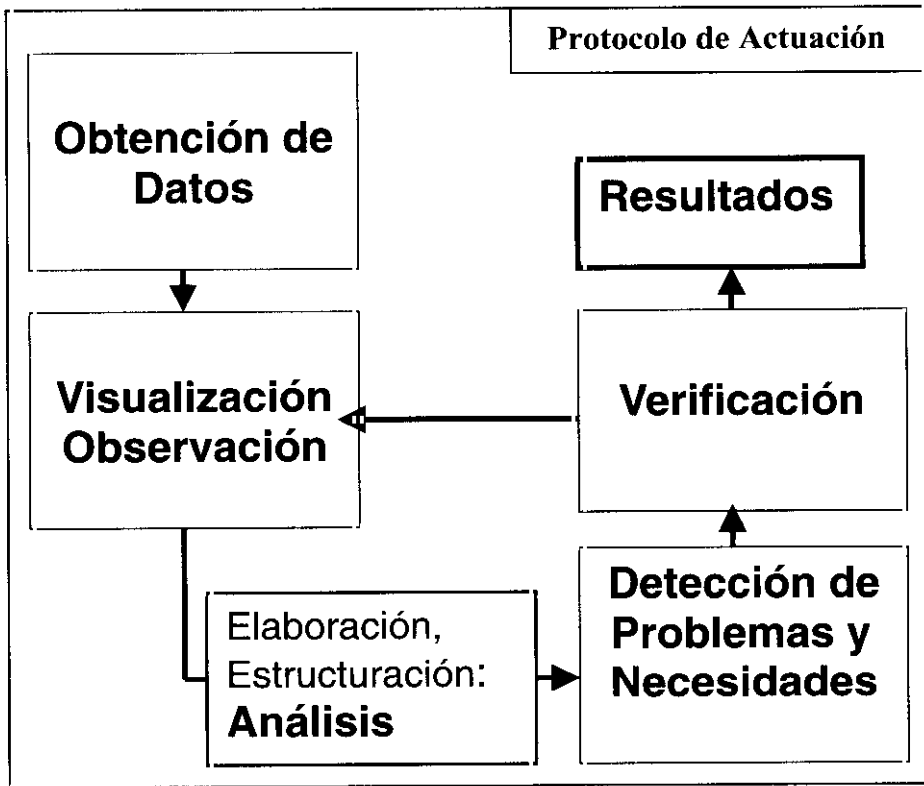 Protocolo de Actuación
Obtención de
Datos
Resultados
Visualización
Observación
Verificación
Elaboración,
Estructuración:
Análisis
Detección de
Problemas y
Necesidades